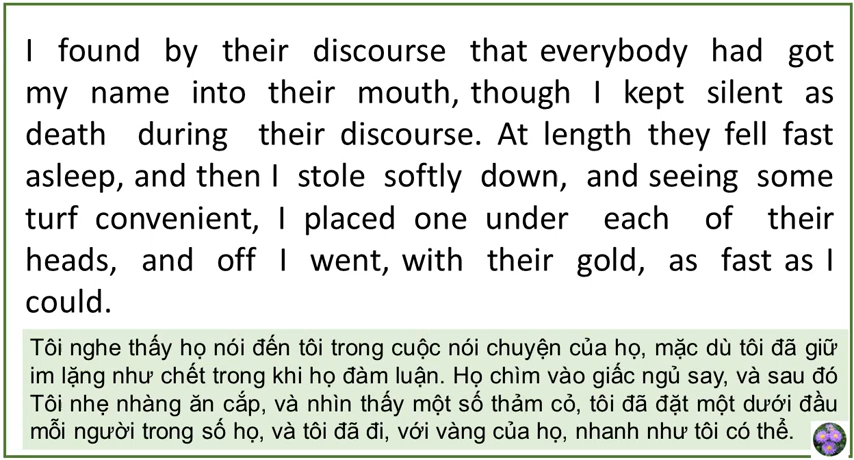 I found by their discourse that everybody had got
my name into their mouth, though I kept silent as
death during their discourse. At length they fell fast
asleep, and then I stole softly down, and seeing some
turf convenient, I placed one under each of their
heads, and off I went, with their gold, as fast as I
could.
Tôi nghe thấy họ nói đến tôi trong cuộc nói chuyện của họ, mặc dù tôi đã giữ
im lặng như chết trong khi họ đàm luận. Họ chìm vào giấc ngủ say, và sau đó
Tôi nhẹ nhàng ăn cắp, và nhìn thấy một số thảm cỏ, tôi đã đặt một dưới đầu
mỗi người trong số họ, và tôi đã đi, với vàng của họ, nhanh như tôi có thể.